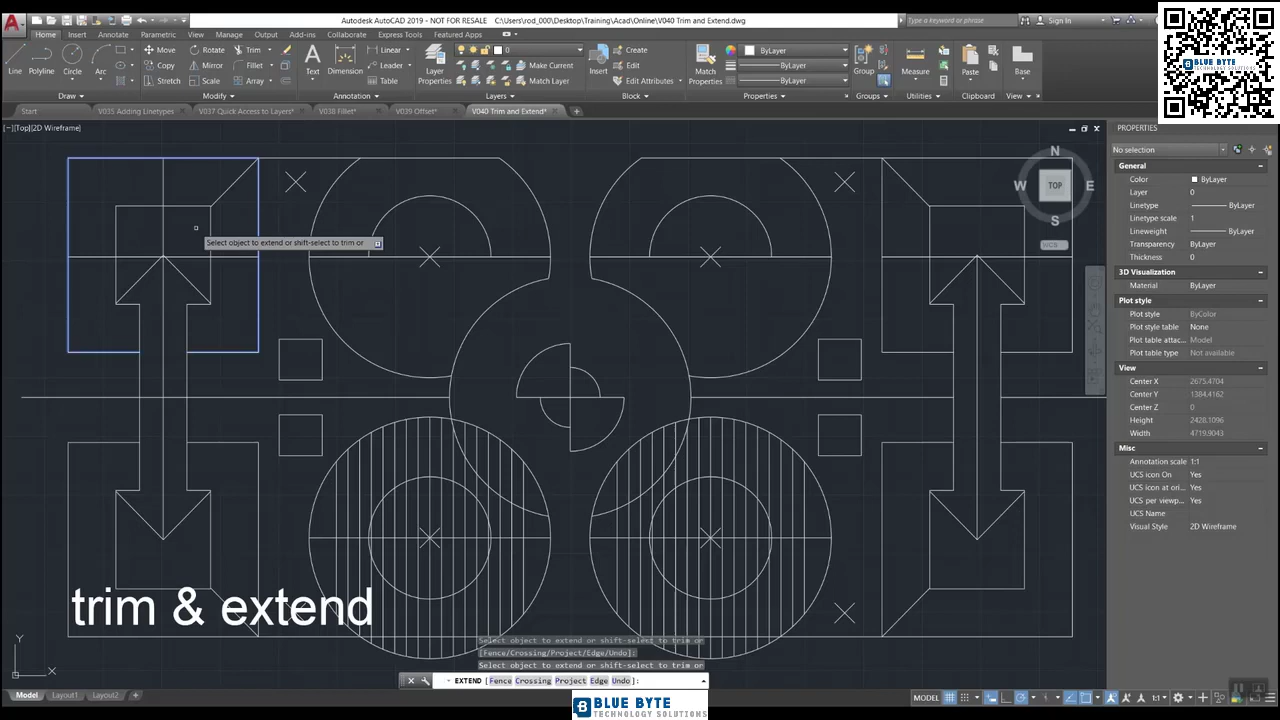 Autodesk AutoCAD 2019 - NOT FOR RESALE C:\Users\rod_000\Desktop\Training\Acad\Online\V040 Trim and Extend.dwg
Type a keyword or phrase
Sign In
Home Insert Annotate Parametric View Manage Output Add-ins Collaborate Express Tools Featured Apps
Line Polyline Circle Arc
Move Rotate Trim
Copy Mirror Fillet
Stretch Scale Array
Text Dimension
Linear
Leader
Table
Layer Properties
0
Make Current
Match Layer
Insert
Create
Edit
Edit Attributes
Match Properties
ByLayer
ByLayer
ByLayer
Group Measure Paste Base
Draw Modify Annotation Layers Block Properties Groups Utilities Clipboard View
Start V035 Adding Linetypes V037 Quick Access to Layers* V038 Fillet* V039 Offset* V040 Trim and Extend*
[−][Top][2D Wireframe]
N
W TOP E
S
WCS
Select object to extend or shift-select to trim or
PROPERTIES
No selection
General
Color ByLayer
Layer 0
Linetype ByLayer
Linetype scale 1
Lineweight ByLayer
Transparency ByLayer
Thickness 0
3D Visualization
Material ByLayer
Plot style
Plot style ByColor
Plot style table None
Plot table attac... Model
Plot table type Not available
View
Center X 2675.4704
Center Y 1384.4162
Center Z 0
Height 2428.1096
Width 4719.9043
Misc
Annotation scale 1:1
UCS icon On Yes
UCS icon at ori... Yes
UCS per viewp... Yes
UCS Name
Visual Style 2D Wireframe
trim & extend
Y
X
Select object to extend or shift-select to trim or
[Fence/Crossing/Project/Edge/Undo]:
Select object to extend or shift-select to trim or
EXTEND [Fence Crossing Project Edge Undo]:
Model Layout1 Layout2 +
MODEL 1:1
BLUE BYTE
TECHNOLOGY SOLUTIONS
BLUE BYTE
TECHNOLOGY SOLUTIONS